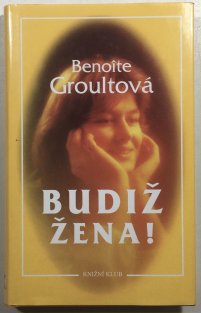 Benoîte
Groultová
BUDIŽ
ŽENA!
KNIŽNÍ KLUB